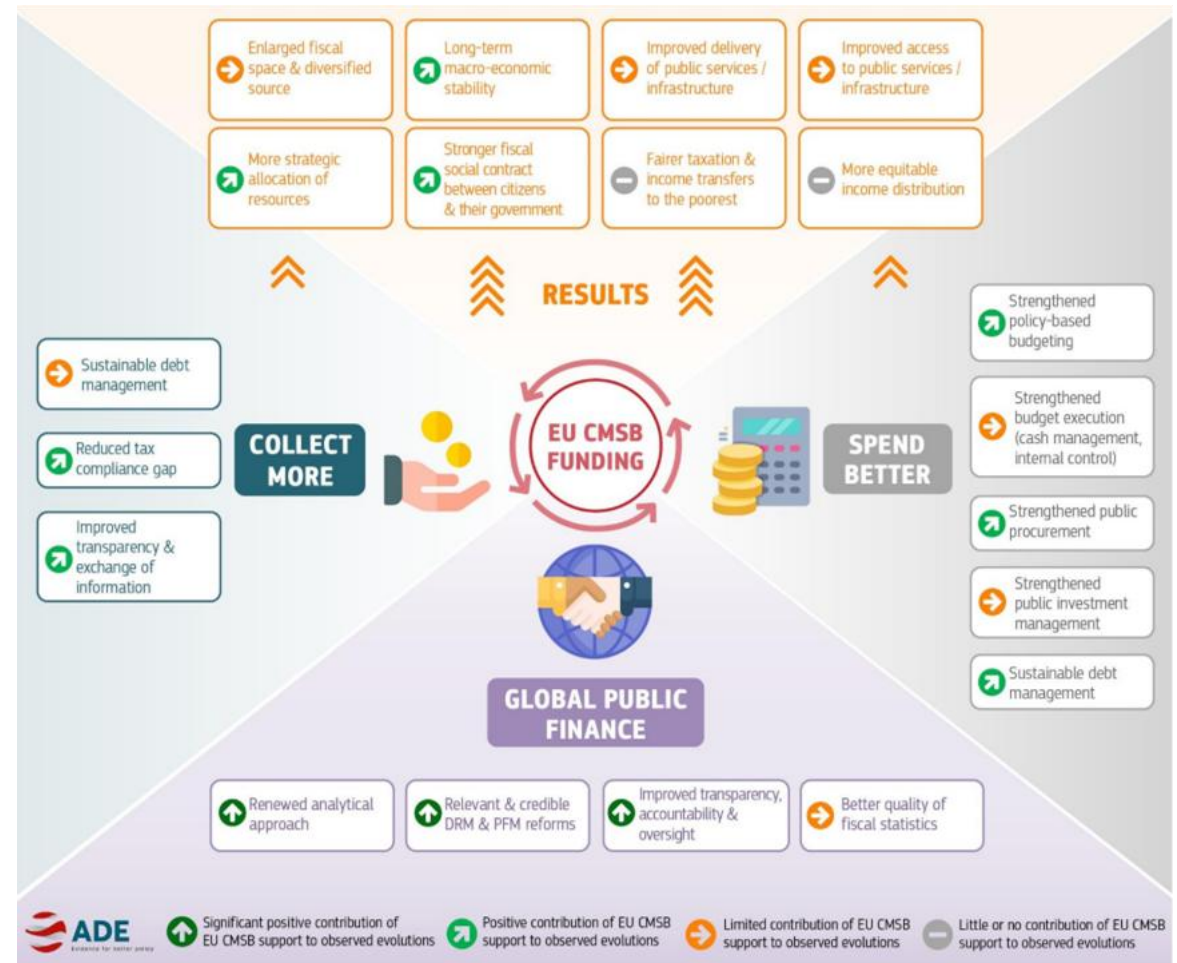 Enlarged fiscal
space & diversified
source
Long-term
macro-economic
stability
Improved delivery
of public services /
infrastructure
Improved access
to public services /
infrastructure
More strategic
allocation of
resources
Stronger fiscal
social contract
between citizens
& their government
Fairer taxation &
income transfers
to the poorest
More equitable
income distribution
RESULTS
Sustainable debt
management
Reduced tax
compliance gap
Improved
transparency &
exchange of
information
COLLECT
MORE
EU CMSB
FUNDING
SPEND
BETTER
Strengthened
policy-based
budgeting
Strengthened
budget execution
(cash management,
internal control)
Strengthened public
procurement
Strengthened
public investment
management
Sustainable debt
management
GLOBAL PUBLIC
FINANCE
Renewed analytical
approach
Relevant & credible
DRM & PFM reforms
Improved transparency,
accountability &
oversight
Better quality of
fiscal statistics
ADE
Evidence for better policy
Significant positive contribution of
EU CMSB support to observed evolutions
Positive contribution of EU CMSB
support to observed evolutions
Limited contribution of EU CMSB
support to observed evolutions
Little or no contribution of EU CMSB
support to observed evolutions